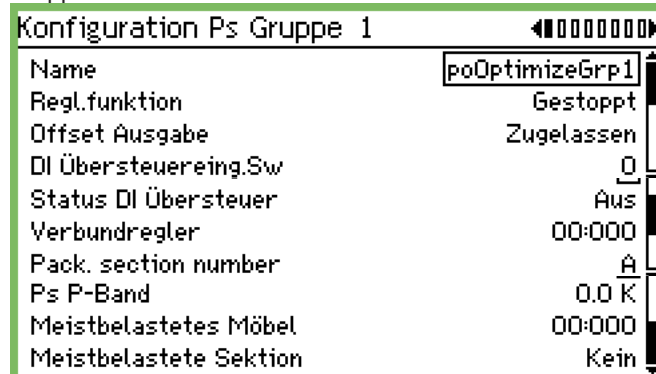 Konfiguration Ps Gruppe 1
Name poOptimizeGrp1
Regl.funktion Gestoppt
Offset Ausgabe Zugelassen
DI Übersteuereing.Sw 0
Status DI Übersteuer Aus
Verbundregler 00:000
Pack. section number A
Ps P-Band 0.0 K
Meistbelastetes Möbel 00:000
Meistbelastete Sektion Kein